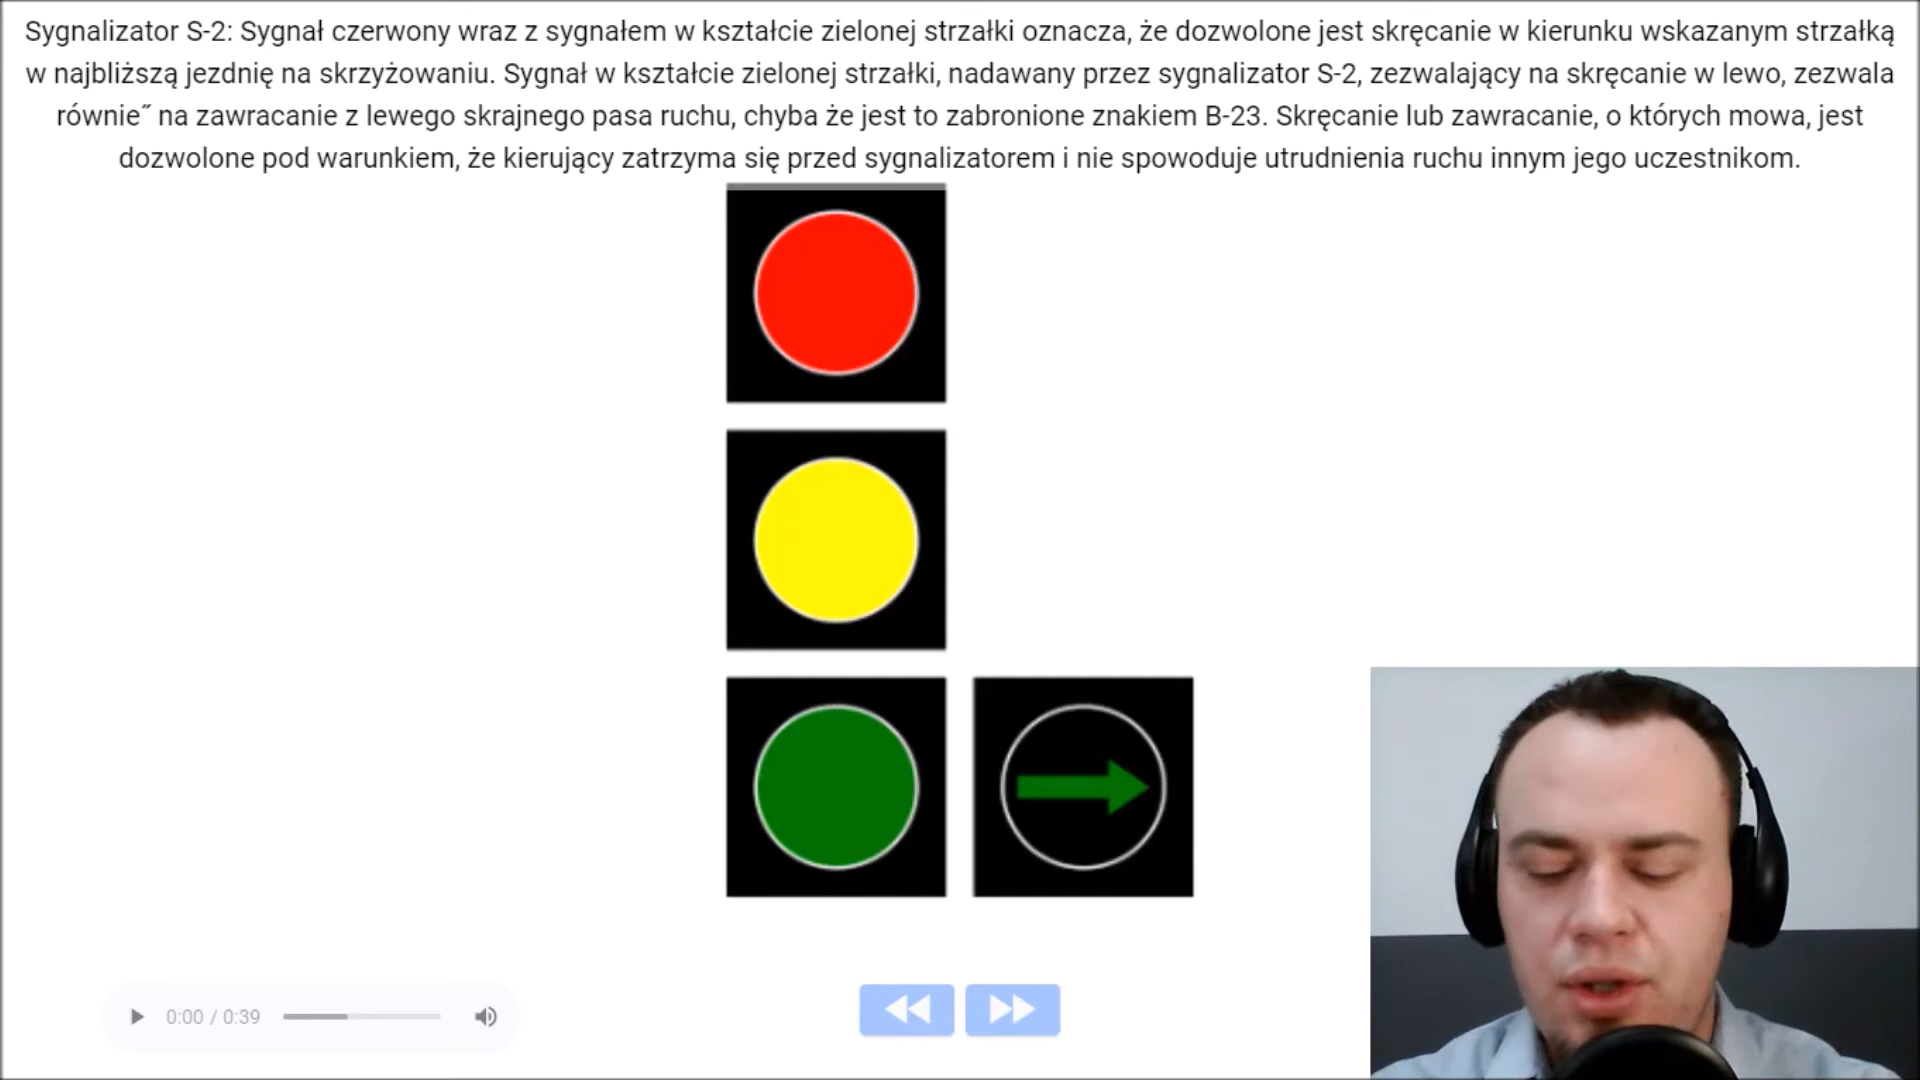 Sygnalizator S-2: Sygnał czerwony wraz z sygnałem w kształcie zielonej strzałki oznacza, że dozwolone jest skręcanie w kierunku wskazanym strzałką
w najbliższą jezdnię na skrzyżowaniu. Sygnał w kształcie zielonej strzałki, nadawany przez sygnalizator S-2, zezwalający na skręcanie w lewo, zezwala
równie˝ na zawracanie z lewego skrajnego pasa ruchu, chyba że jest to zabronione znakiem B-23. Skręcanie lub zawracanie, o których mowa, jest
dozwolone pod warunkiem, że kierujący zatrzyma się przed sygnalizatorem i nie spowoduje utrudnienia ruchu innym jego uczestnikom.
0:00 / 0:39